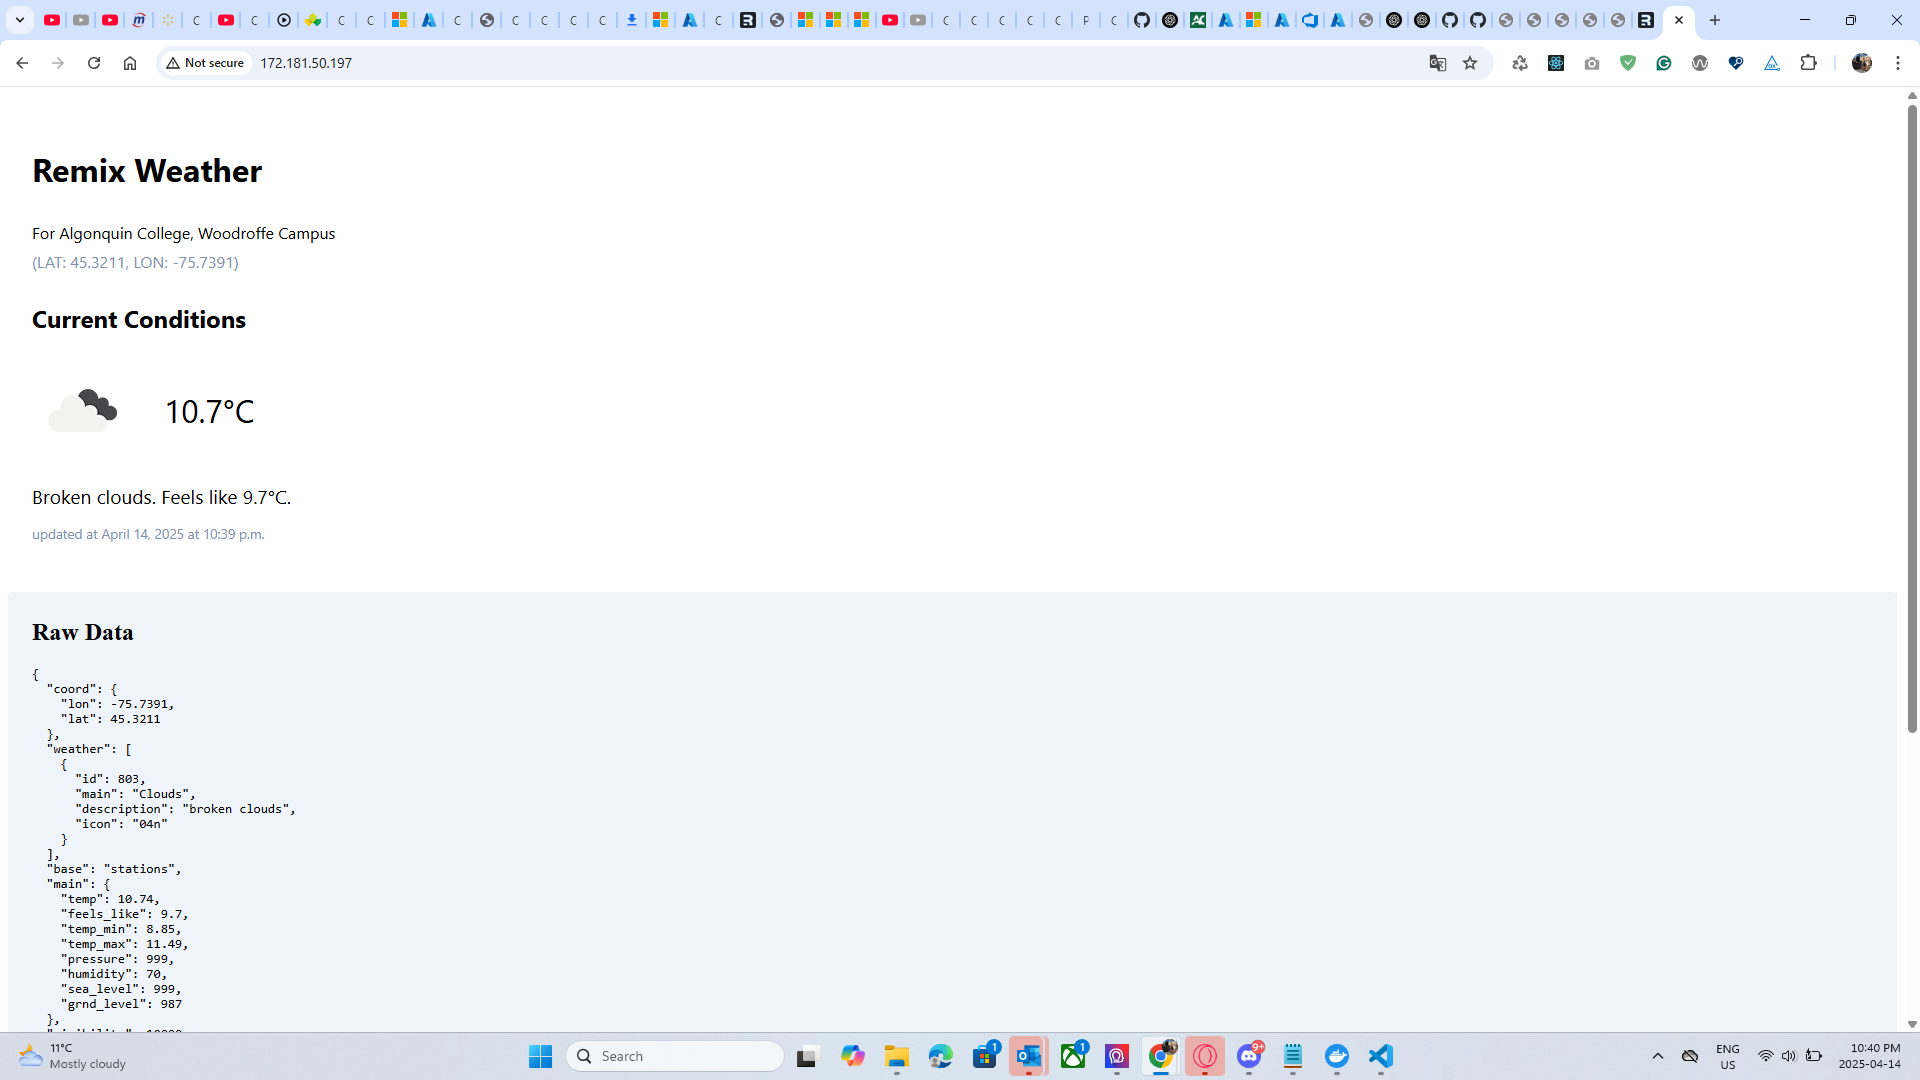 Not secure
172.181.50.197
Remix Weather
For Algonquin College, Woodroffe Campus
(LAT: 45.3211, LON: -75.7391)
Current Conditions
10.7°C
Broken clouds. Feels like 9.7°C.
updated at April 14, 2025 at 10:39 p.m.
Raw Data
{
"coord": {
"lon": -75.7391,
"lat": 45.3211
},
"weather": [
{
"id": 803,
"main": "Clouds",
"description": "broken clouds",
"icon": "04n"
}
],
"base": "stations",
"main": {
"temp": 10.74,
"feels_like": 9.7,
"temp_min": 8.85,
"temp_max": 11.49,
"pressure": 999,
"humidity": 70,
"sea_level": 999,
"grnd_level": 987
},
11°C
Mostly cloudy
Search
1
1
9+
ENG
US
10:40 PM
2025-04-14